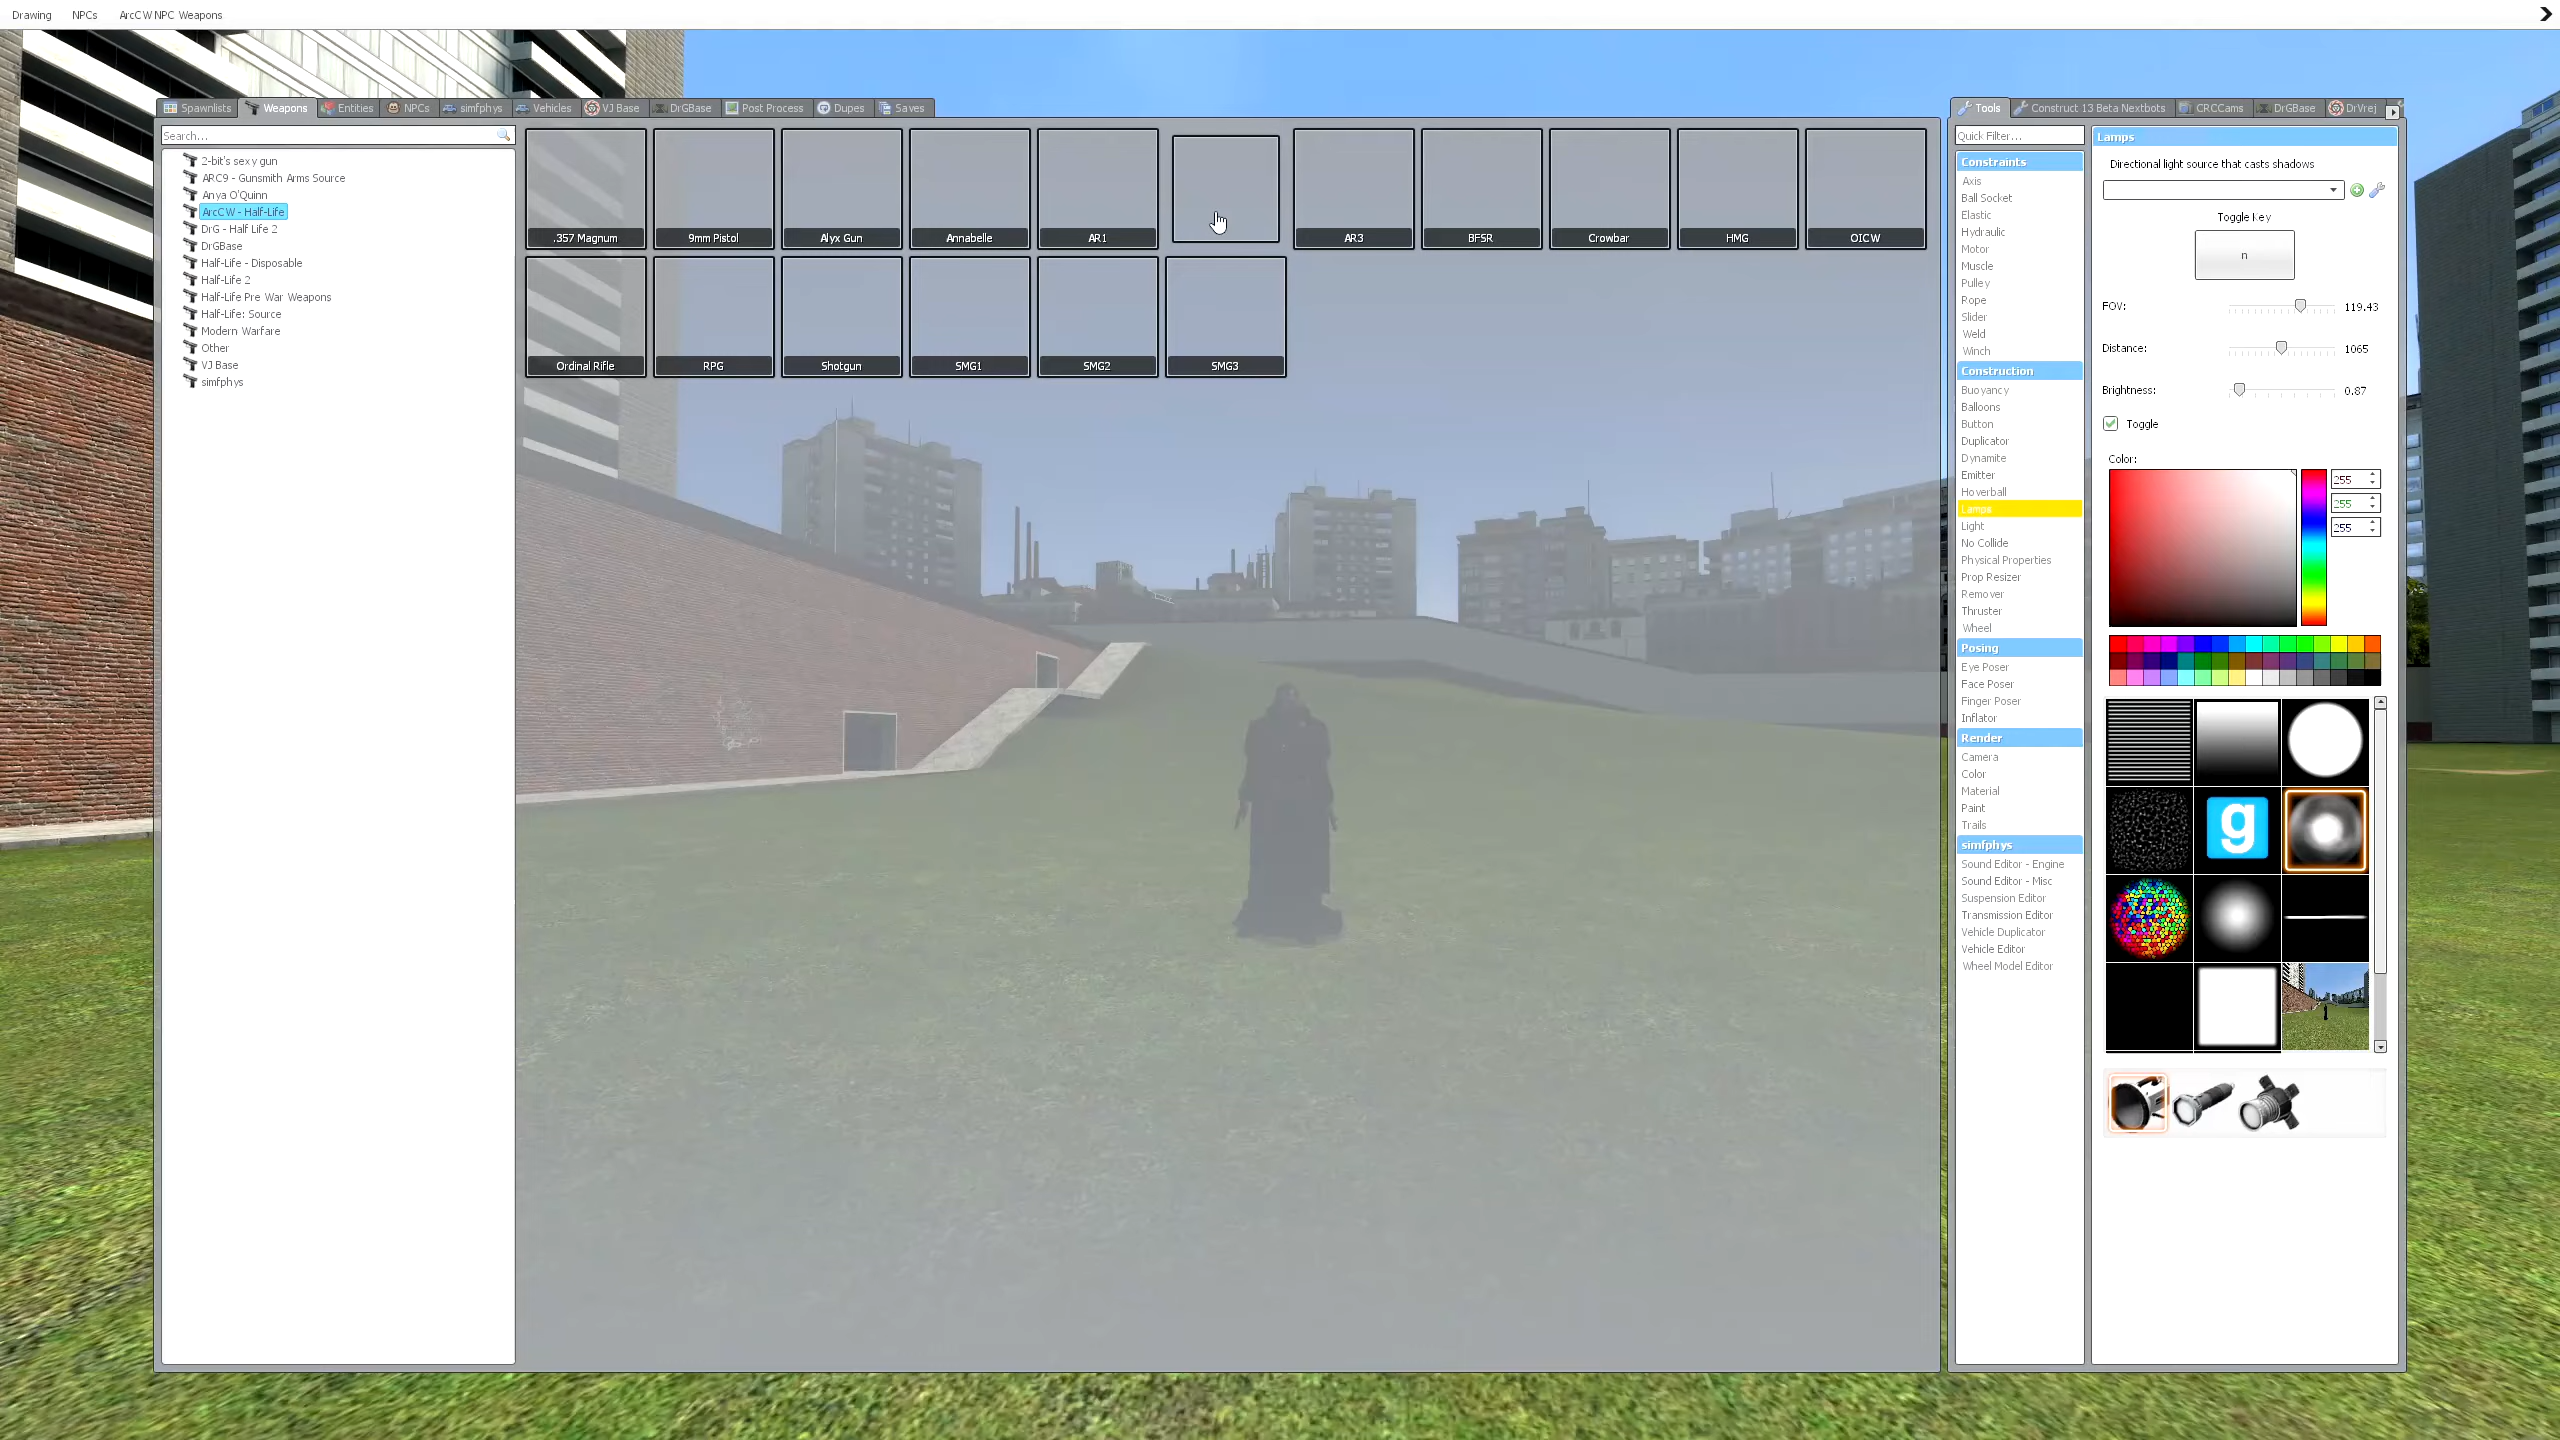 Drawing NPCs ArcCW NPC Weapons
Spawnlists Weapons Entities NPCs simfphys Vehicles VJ Base DrGBase Post Process Dupes Saves
Search...
2-bit's sexy gun
ARC9 - Gunsmith Arms Source
Anya O'Quinn
ArcCW - Half-Life
DrG - Half Life 2
DrGBase
Half-Life - Disposable
Half-Life 2
Half-Life Pre War Weapons
Half-Life: Source
Modern Warfare
Other
VJ Base
simfphys
.357 Magnum 9mm Pistol Alyx Gun Annabelle AR1 AR3 BFSR Crowbar HMG OICW
Ordinal Rifle RPG Shotgun SMG1 SMG2 SMG3
Tools Construct 13 Beta Nextbots CRCCams DrGBase DrVrej
Quick Filter...
Constraints
Axis
Ball Socket
Elastic
Hydraulic
Motor
Muscle
Pulley
Rope
Slider
Weld
Winch
Construction
Buoyancy
Balloons
Button
Duplicator
Dynamite
Emitter
Hoverball
Lamps
Light
No Collide
Physical Properties
Prop Resizer
Remover
Thruster
Wheel
Posing
Eye Poser
Face Poser
Finger Poser
Inflator
Render
Camera
Color
Material
Paint
Trails
simfphys
Sound Editor - Engine
Sound Editor - Misc
Suspension Editor
Transmission Editor
Vehicle Duplicator
Vehicle Editor
Wheel Model Editor
Lamps
Directional light source that casts shadows
Toggle Key
n
FOV: 119.43
Distance: 1065
Brightness: 0.87
Toggle
Color:
255
255
255
g